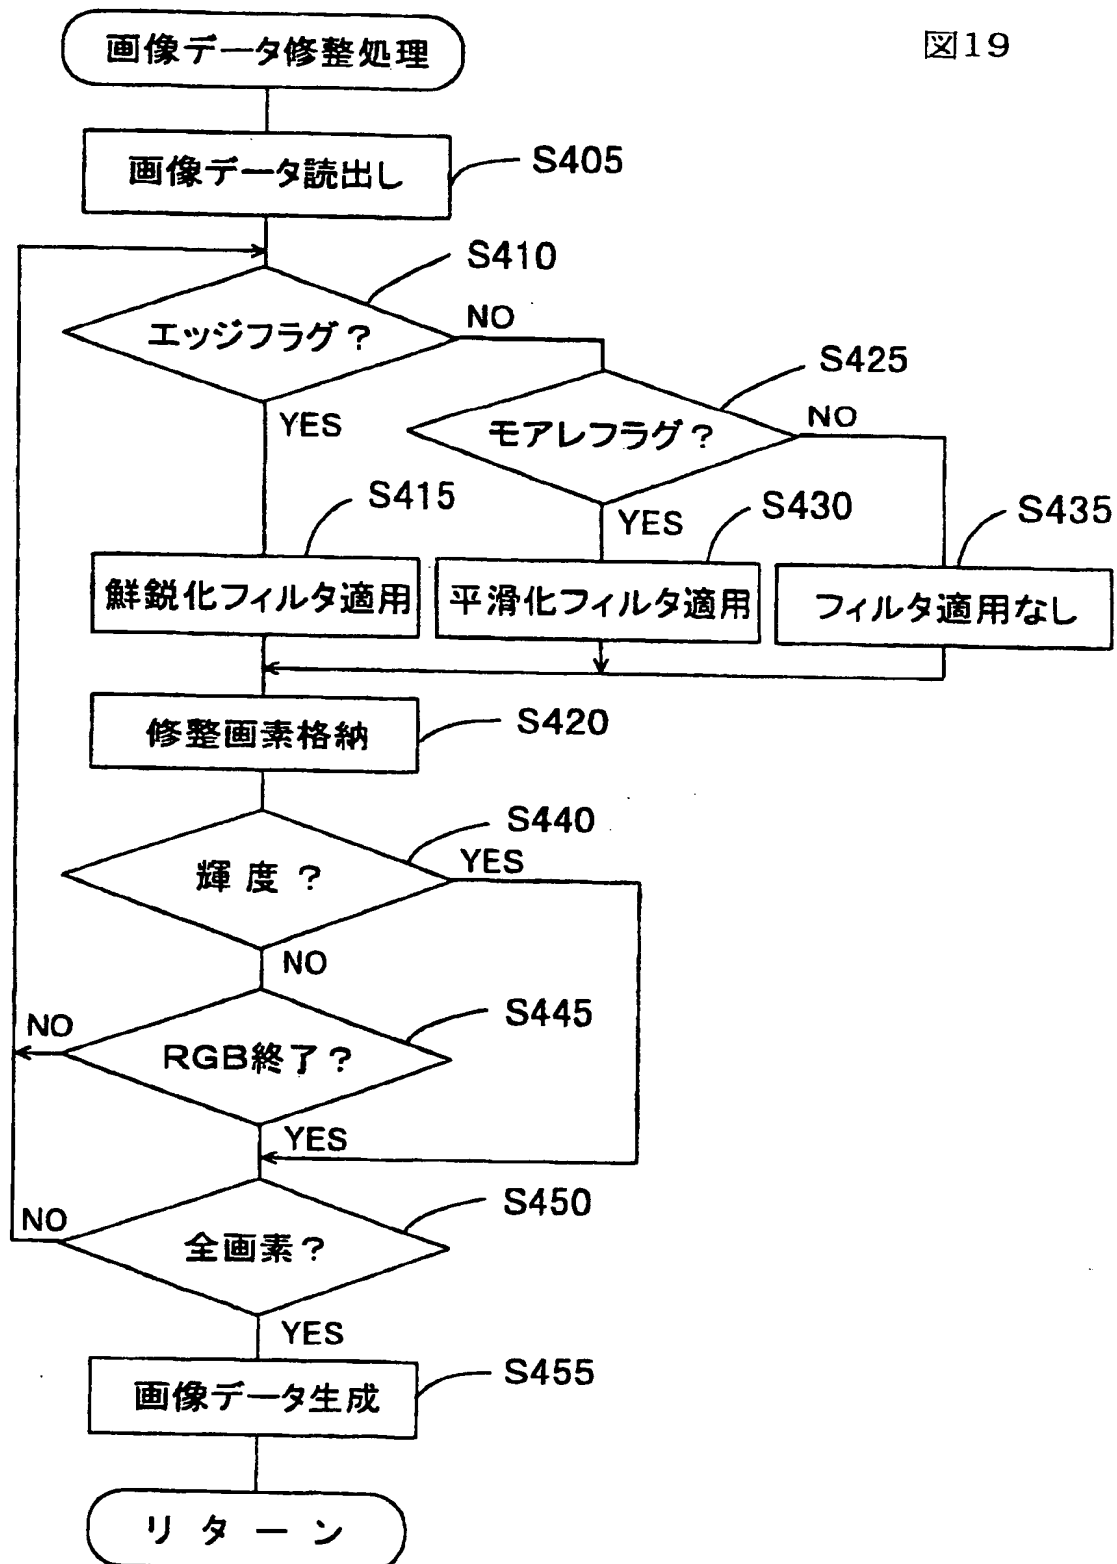 図19
画像データ修整処理
画像データ読出し
S405
S410
エッジフラグ?
NO
YES
S425
モアレフラグ?
NO
YES
S415
鮮鋭化フィルタ適用
S430
平滑化フィルタ適用
S435
フィルタ適用なし
修整画素格納
S420
S440
輝度?
YES
NO
S445
RGB終了?
NO
YES
S450
全画素?
NO
YES
画像データ生成
S455
リターン